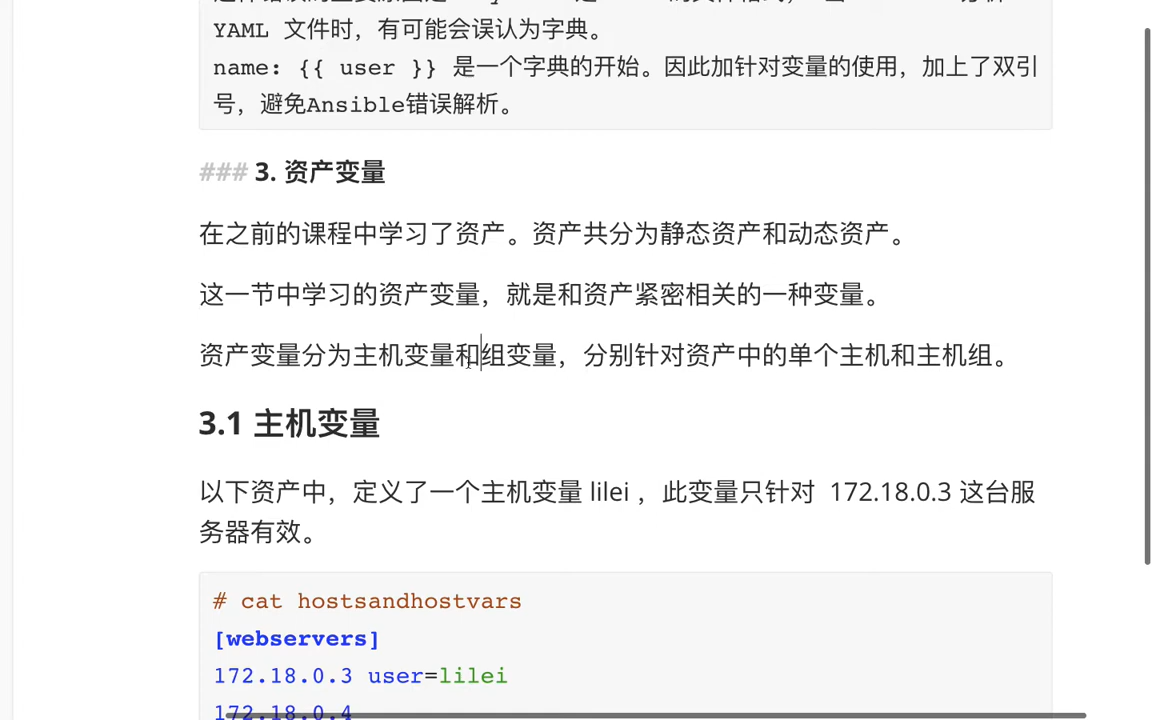 YAML 文件时，有可能会误认为字典。
name: {{ user }} 是一个字典的开始。因此加针对变量的使用，加上了双引
号，避免Ansible错误解析。
### 3. 资产变量
在之前的课程中学习了资产。资产共分为静态资产和动态资产。
这一节中学习的资产变量，就是和资产紧密相关的一种变量。
资产变量分为主机变量和组变量，分别针对资产中的单个主机和主机组。
3.1 主机变量
以下资产中，定义了一个主机变量 lilei ，此变量只针对 172.18.0.3 这台服
务器有效。
# cat hostsandhostvars
[webservers]
172.18.0.3 user=lilei
172.18.0.4